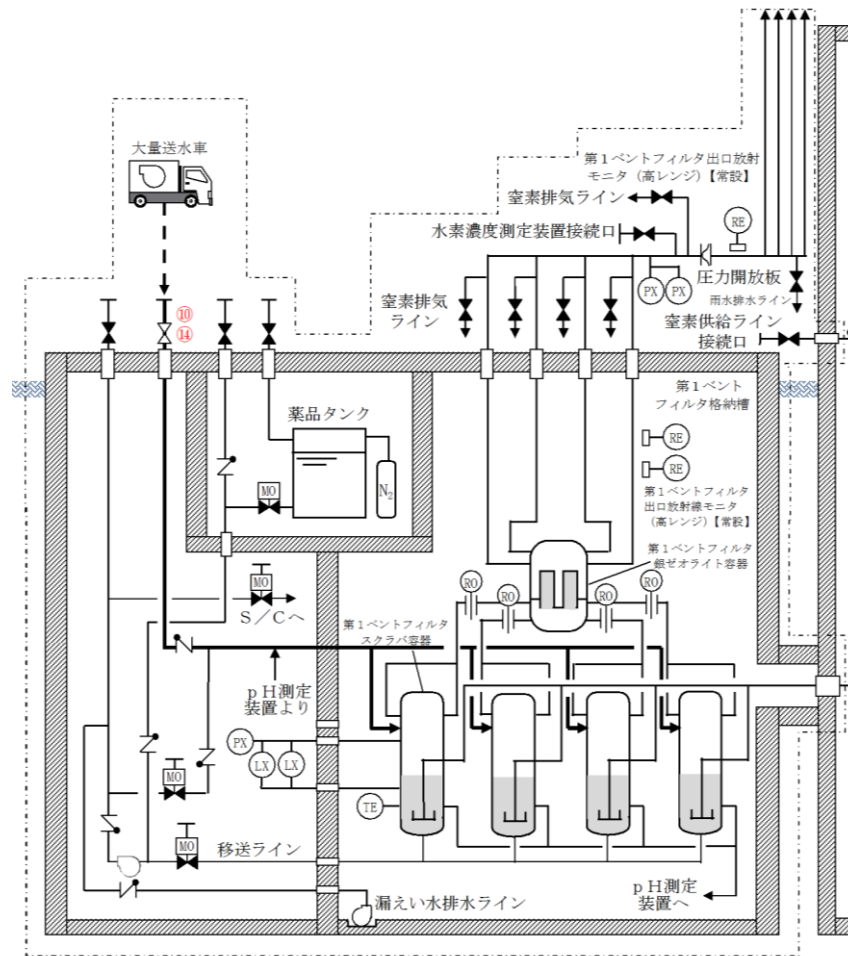 大量送水車
第１ベントフィルタ出口放射
モニタ（高レンジ）【常設】
窒素排気ライン
RE
水素濃度測定装置接続口
圧力開放板
PX
PX
雨水排水ライン
窒素排気
ライン
⑩
⑭
窒素供給ライン
接続口
第１ベント
フィルタ格納槽
薬品タンク
RE
RE
N₂
MO
第１ベントフィルタ
出口放射線モニタ
（高レンジ）【常設】
第１ベントフィルタ
銀ゼオライト容器
MO
RO
RO
RO
RO
Ｓ／Ｃへ
第１ベントフィルタ
スクラバ容器
ｐＨ測定
装置より
PX
LX
LX
MO
TE
MO
移送ライン
ｐＨ測定
装置へ
漏えい水排水ライン